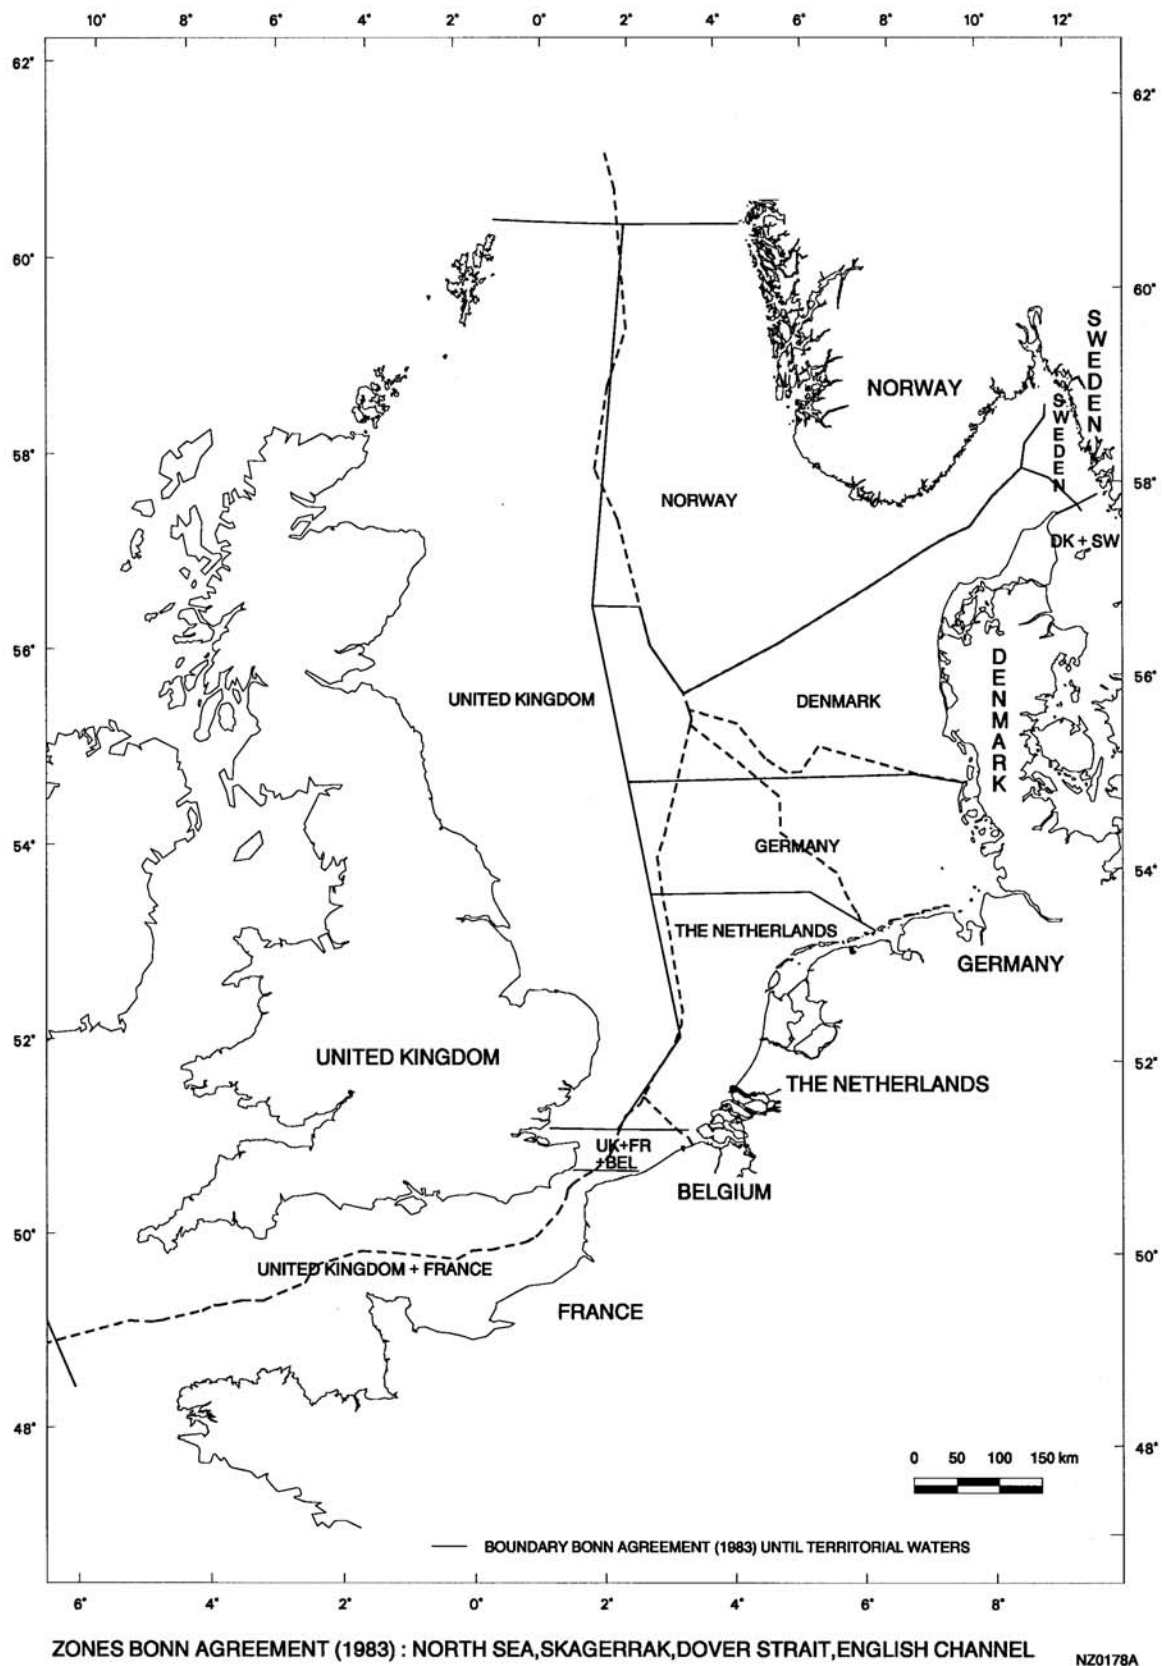 10° 8° 6° 4° 2° 0° 2° 4° 6° 8° 10° 12°
62°
62°
60°
60°
SWEDEN
NORWAY
SWEDEN
58°
58°
NORWAY
DK + SW
56°
56°
DENMARK
UNITED KINGDOM
DENMARK
54°
GERMANY
54°
THE NETHERLANDS
GERMANY
52°
UNITED KINGDOM
52°
THE NETHERLANDS
UK+FR
+BEL
BELGIUM
50°
50°
UNITED KINGDOM + FRANCE
FRANCE
48°
48°
0 50 100 150 km
BOUNDARY BONN AGREEMENT (1983) UNTIL TERRITORIAL WATERS
6° 4° 2° 0° 2° 4° 6° 8°
ZONES BONN AGREEMENT (1983) : NORTH SEA,SKAGERRAK,DOVER STRAIT,ENGLISH CHANNEL
NZ0178A